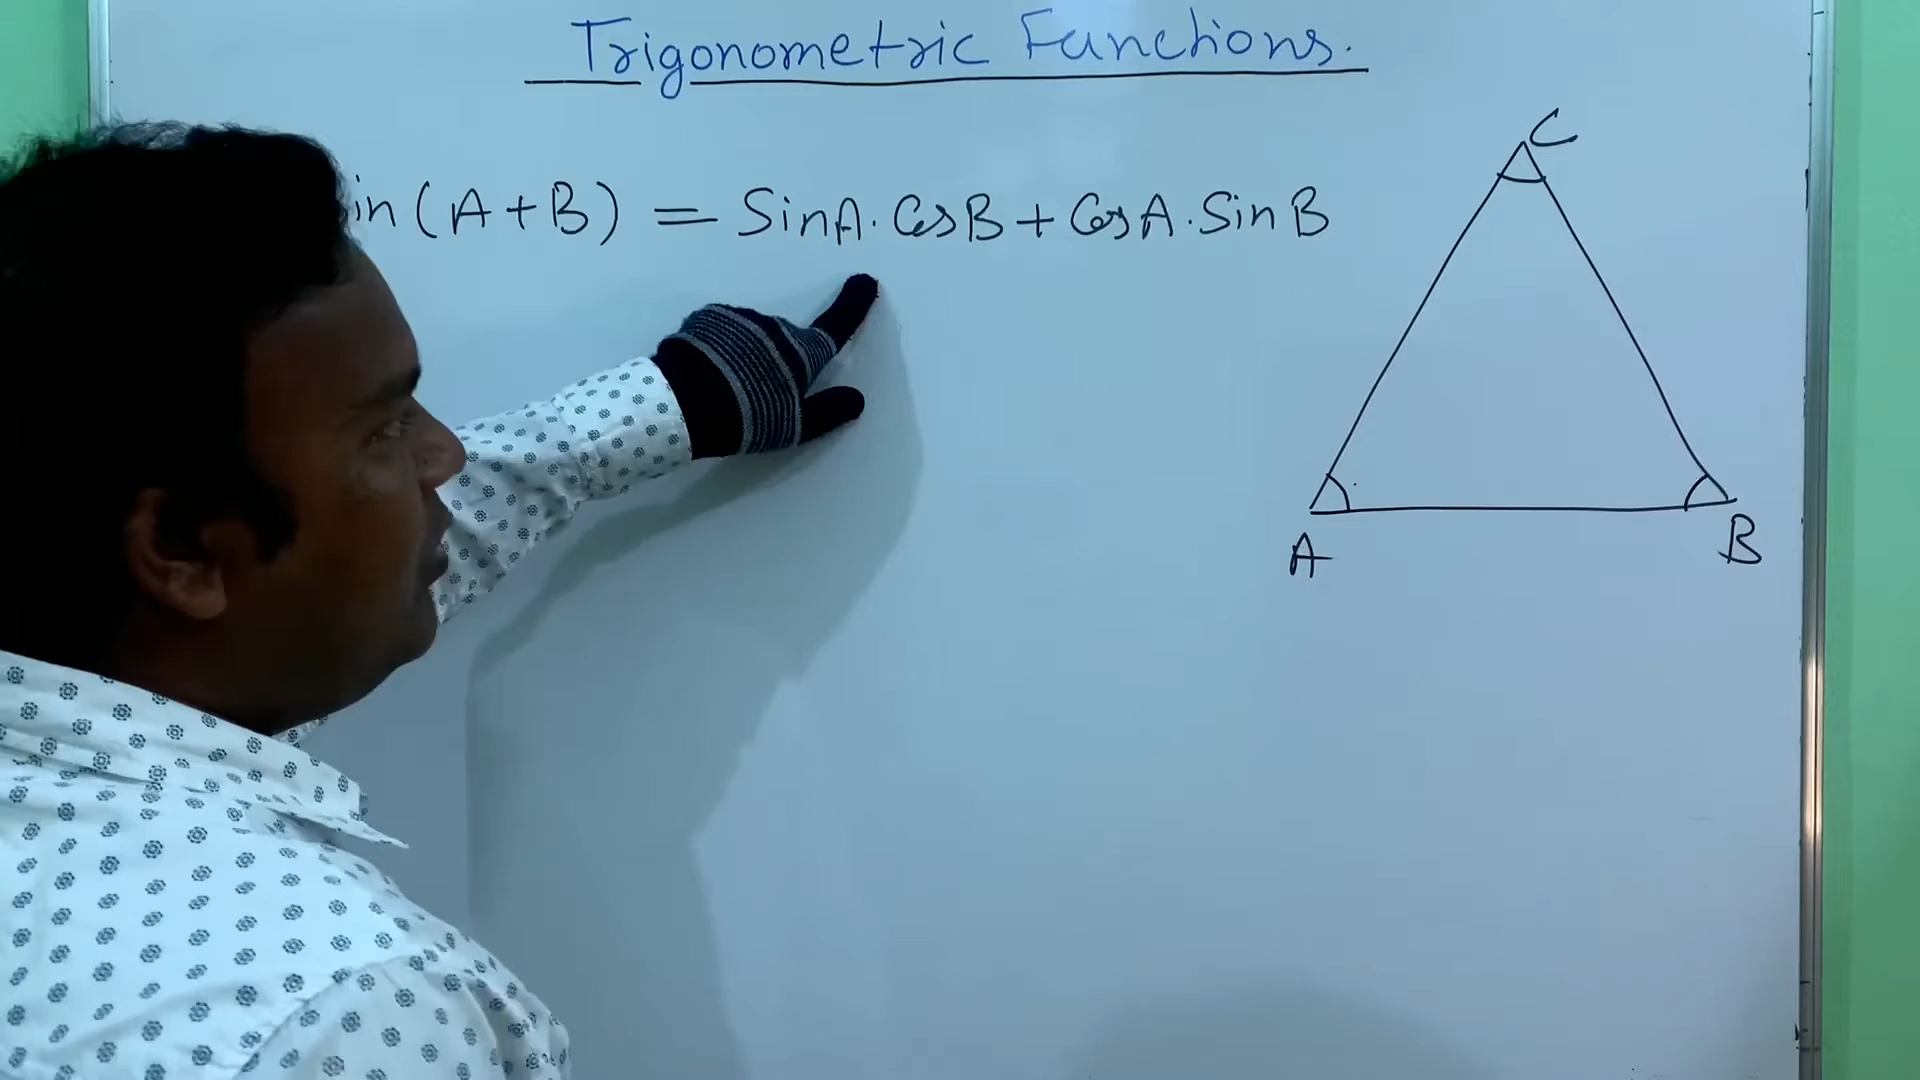 Trigonometric Functions.
in (A+B) = SinA. CosB + CosA. Sin B
C
A
B